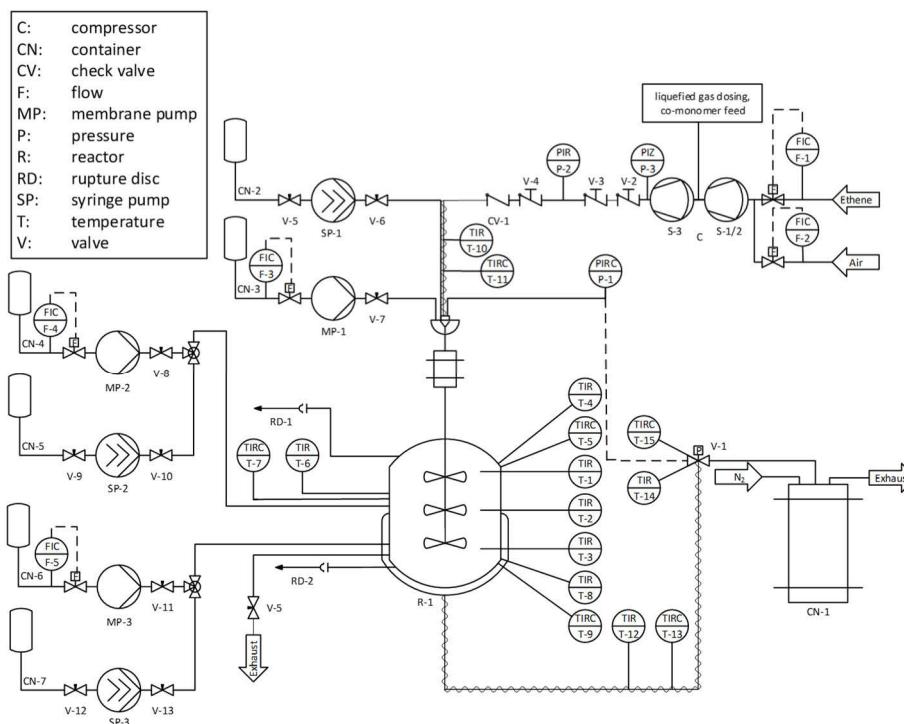 C: compressor
CN: container
CV: check valve
F: flow
MP: membrane pump
P: pressure
R: reactor
RD: rupture disc
SP: syringe pump
T: temperature
V: valve
liquefied gas dosing,
co-monomer feed
FIC
F-1
Ethene
FIC
F-2
Air
S-1/2
C
S-3
PIZ
P-3
V-2
V-3
PIR
P-2
V-4
CV-1
CN-2
V-5
SP-1
V-6
TIR
T-10
TIRC
T-11
PIRC
P-1
CN-3
FIC
F-3
F
MP-1
V-7
CN-4
FIC
F-4
F
MP-2
V-8
CN-5
V-9
SP-2
V-10
RD-1
TIRC
T-7
TIR
T-6
TIR
T-4
TIRC
T-5
TIR
T-1
TIR
T-2
TIR
T-3
TIR
T-8
TIRC
T-9
TIRC
T-15
TIR
T-14
P
V-1
N2
Exhaust
CN-1
CN-6
FIC
F-5
F
MP-3
V-11
CN-7
V-12
SP-3
V-13
RD-2
V-5
Exhaust
R-1
TIR
T-12
TIRC
T-13